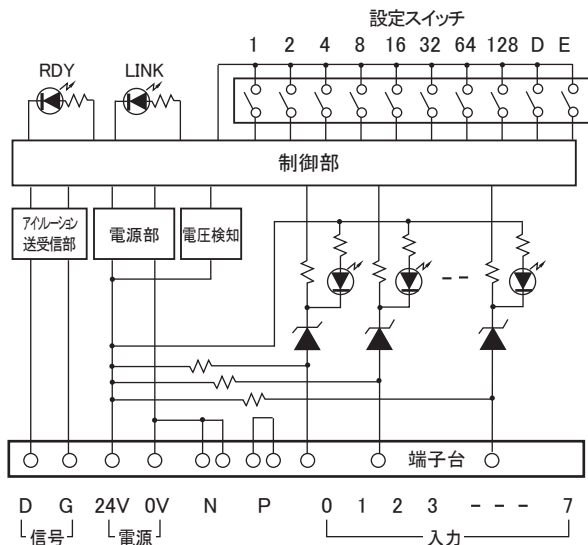 設定スイッチ
1 2 4 8 16 32 64 128 D E
RDY LINK
制御部
アイソレーション
送受信部
電源部
電圧検知
端子台
D G 24V 0V N P 0 1 2 3 - - - 7
信号 電源 入力